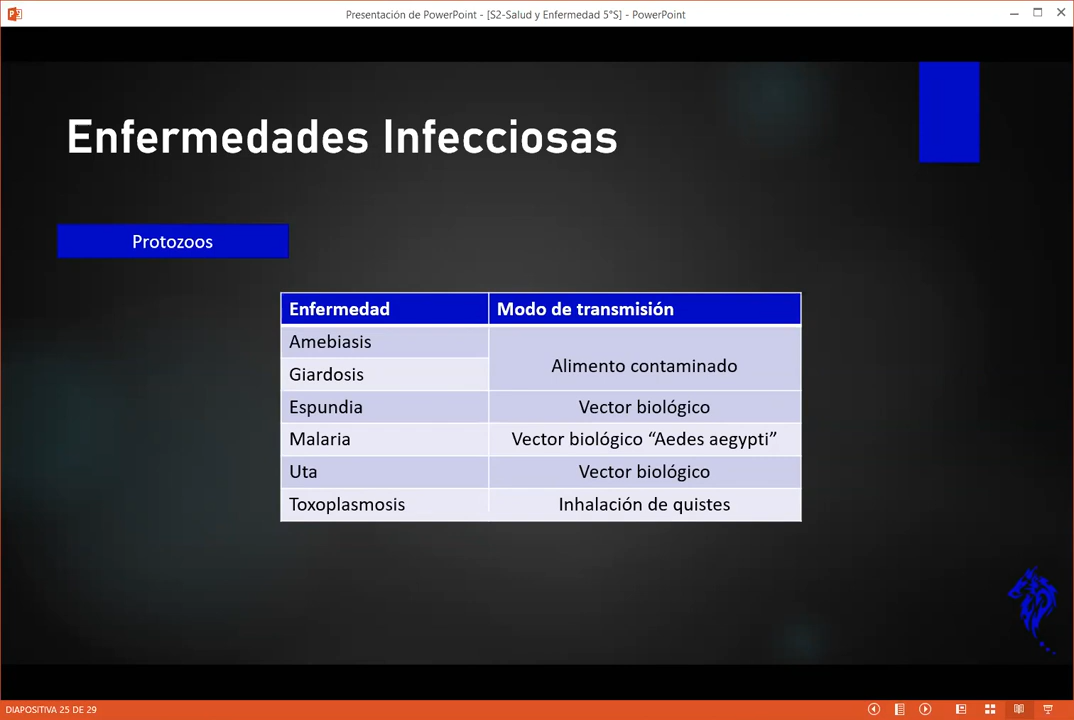 Presentación de PowerPoint - [S2-Salud y Enfermedad 5°S] - PowerPoint
Enfermedades Infecciosas
Protozoos
Enfermedad Modo de transmisión
Amebiasis
Alimento contaminado
Giardosis
Espundia Vector biológico
Malaria Vector biológico “Aedes aegypti”
Uta Vector biológico
Toxoplasmosis Inhalación de quistes
DIAPOSITIVA 25 DE 29